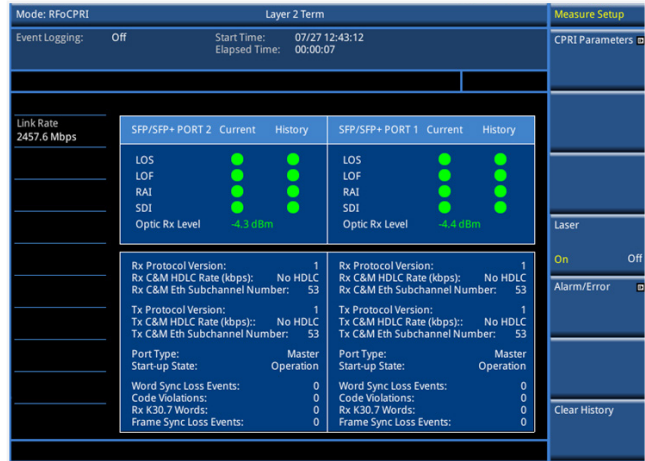 Mode: RFoCPRI
Layer 2 Term
Measure Setup
Event Logging: Off
Start Time: 07/27 12:43:12
Elapsed Time: 00:00:07
CPRI Parameters
Link Rate
2457.6 Mbps
SFP/SFP+ PORT 2 Current History
LOS
LOF
RAI
SDI
Optic Rx Level -4.3 dBm
SFP/SFP+ PORT 1 Current History
LOS
LOF
RAI
SDI
Optic Rx Level -4.4 dBm
Rx Protocol Version: 1
Rx C&M HDLC Rate (kbps): No HDLC
Rx C&M Eth Subchannel Number: 53
Tx Protocol Version: 1
Tx C&M HDLC Rate (kbps):: No HDLC
Tx C&M Eth Subchannel Number: 53
Port Type: Master
Start-up State: Operation
Word Sync Loss Events: 0
Code Violations: 0
Rx K30.7 Words: 0
Frame Sync Loss Events: 0
Rx Protocol Version: 1
Rx C&M HDLC Rate (kbps): No HDLC
Rx C&M Eth Subchannel Number: 53
Tx Protocol Version: 1
Tx C&M HDLC Rate (kbps):: No HDLC
Tx C&M Eth Subchannel Number: 53
Port Type: Master
Start-up State: Operation
Word Sync Loss Events: 0
Code Violations: 0
Rx K30.7 Words: 0
Frame Sync Loss Events: 0
Laser
On Off
Alarm/Error
Clear History